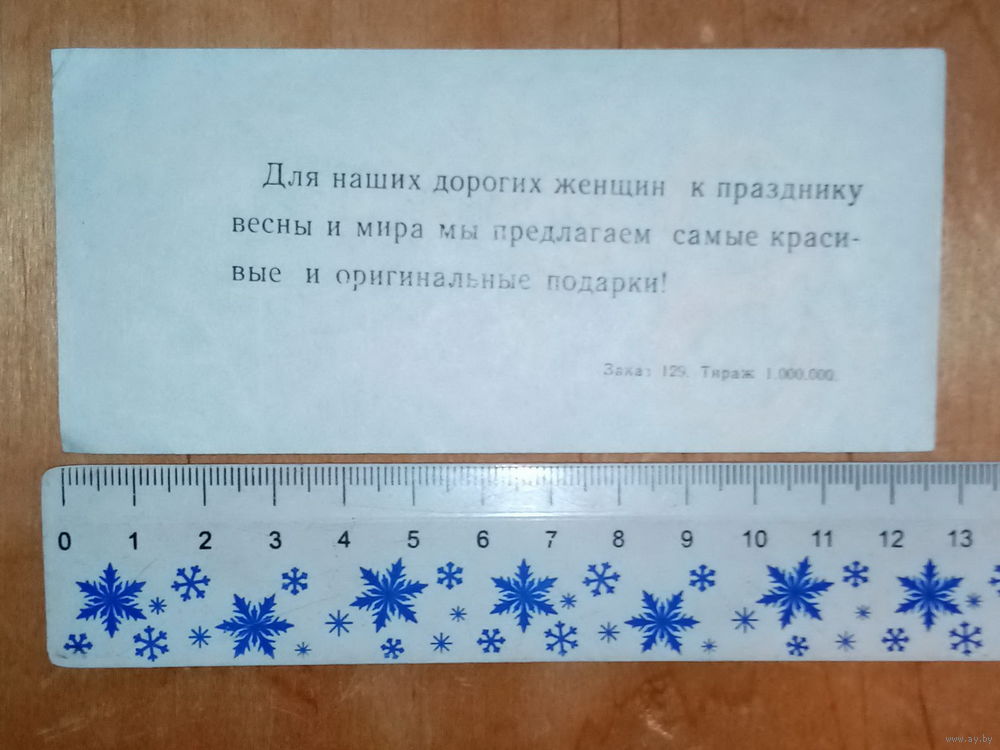 Для наших дорогих женщин к празднику
весны и мира мы предлагаем самые краси-
вые и оригинальные подарки!
Заказ 129. Тираж 1.000.000.
0 1 2 3 4 5 6 7 8 9 10 11 12 13
www.ay.by